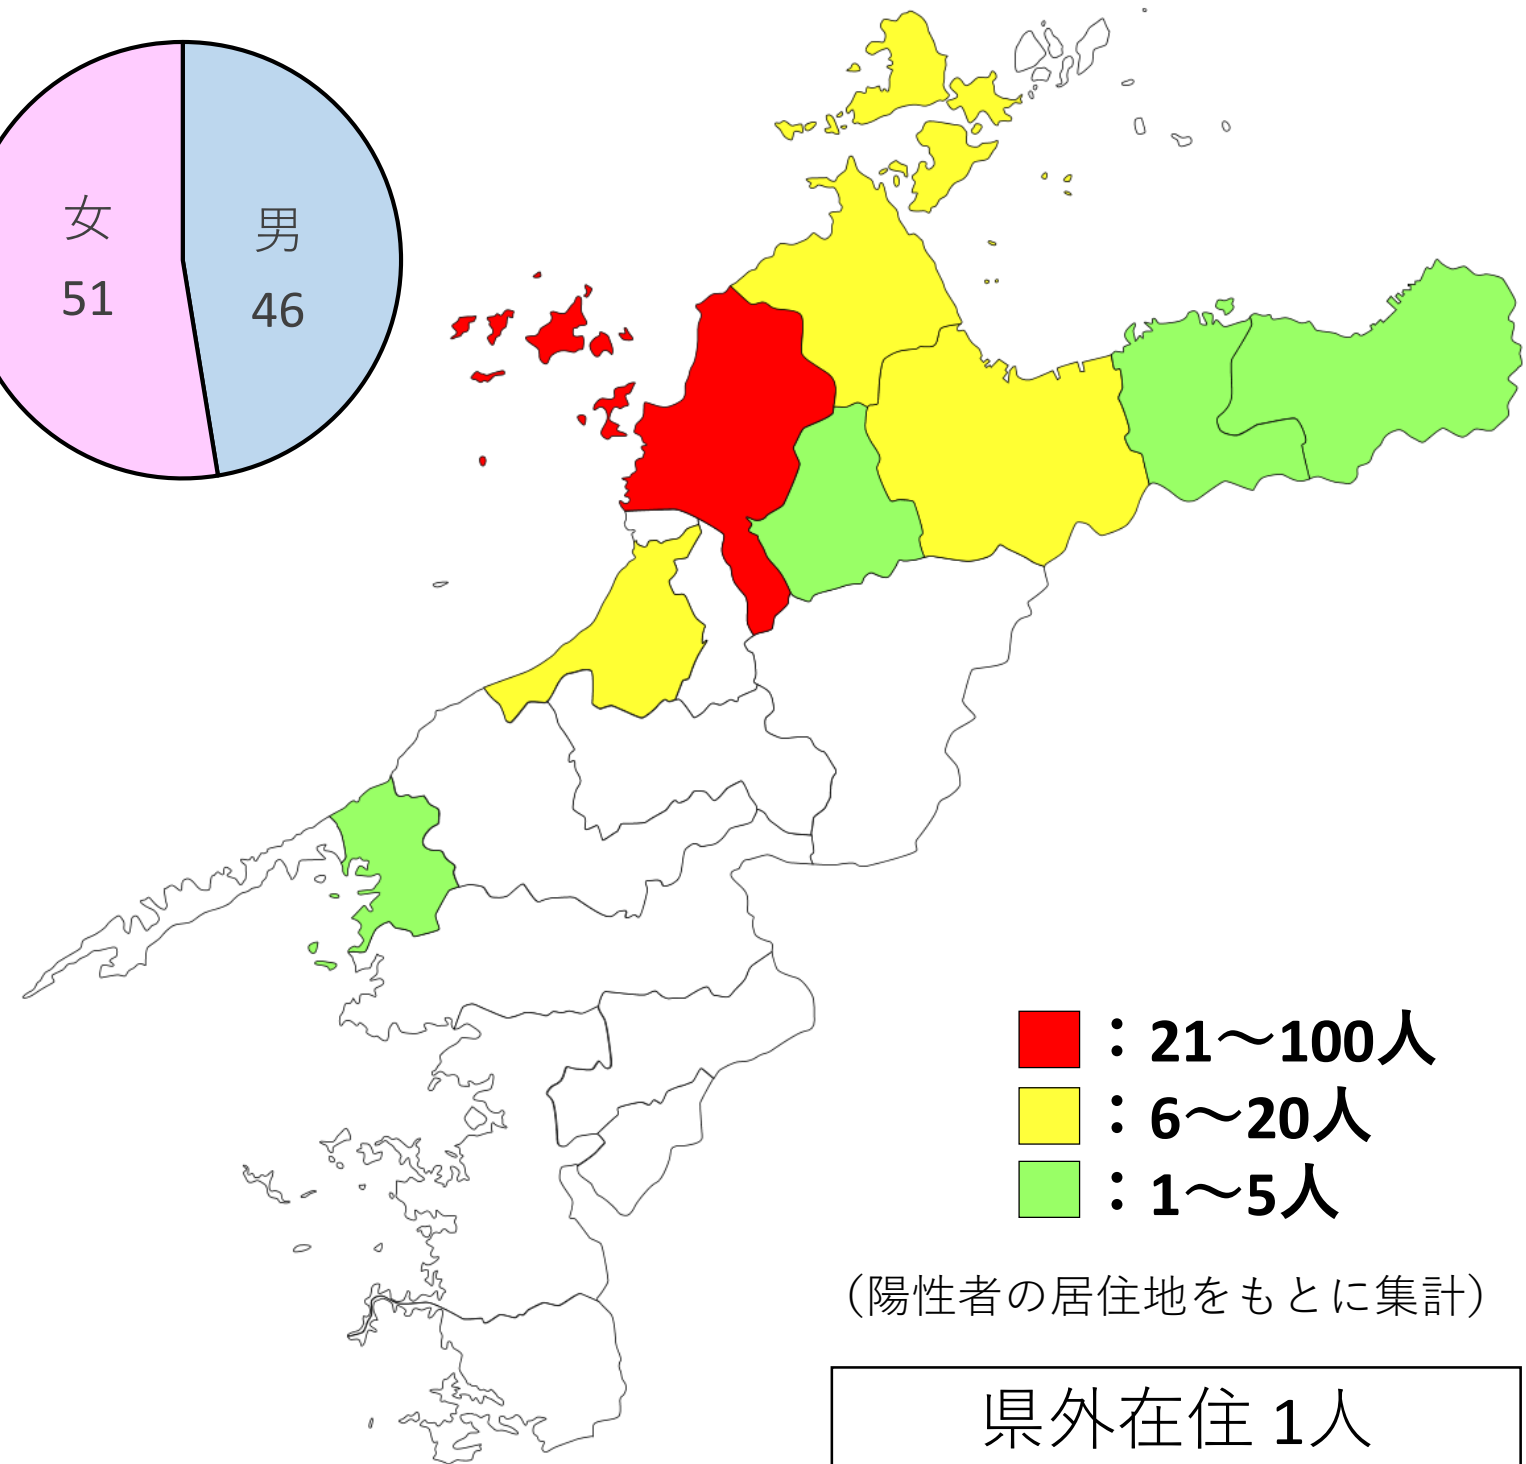 女
51
男
46
：21～100人
：6～20人
：1～5人
（陽性者の居住地をもとに集計）
県外在住 1人